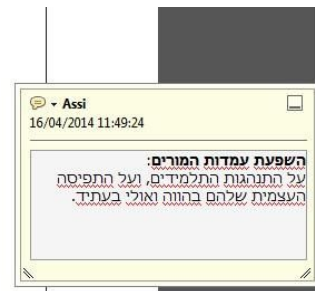 Assi
16/04/2014 11:49:24
השפעת עמדות המורים:
על התנהגות התלמידים, ועל התפיסה
העצמית שלהם בהווה ואולי בעתיד.